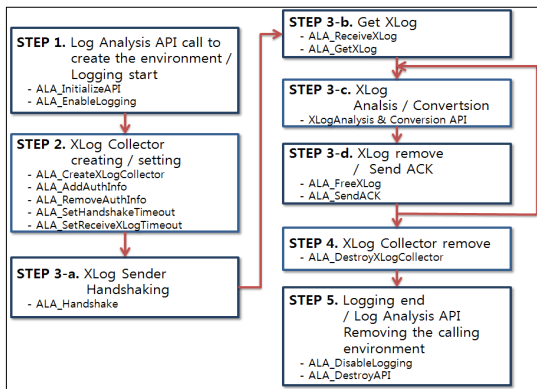 STEP 1. Log Analysis API call to
create the environment /
Logging start
- ALA_InitializeAPI
- ALA_EnableLogging
STEP 2. XLog Collector
creating / setting
- ALA_CreateXLogCollector
- ALA_AddAuthInfo
- ALA_RemoveAuthInfo
- ALA_SetHandshakeTimeout
- ALA_SetReceiveXLogTimeout
STEP 3-a. XLog Sender
Handshaking
- ALA_Handshake
STEP 3-b. Get XLog
- ALA_ReceiveXLog
- ALA_GetXLog
STEP 3-c. XLog
Analsis / Convertsion
- XLogAnalysis & Conversion API
STEP 3-d. XLog remove
/ Send ACK
- ALA_FreeXLog
- ALA_SendACK
STEP 4. XLog Collector remove
- ALA_DestroyXLogCollector
STEP 5. Logging end
/ Log Analysis API
Removing the calling
environment
- ALA_DisableLogging
- ALA_DestroyAPI